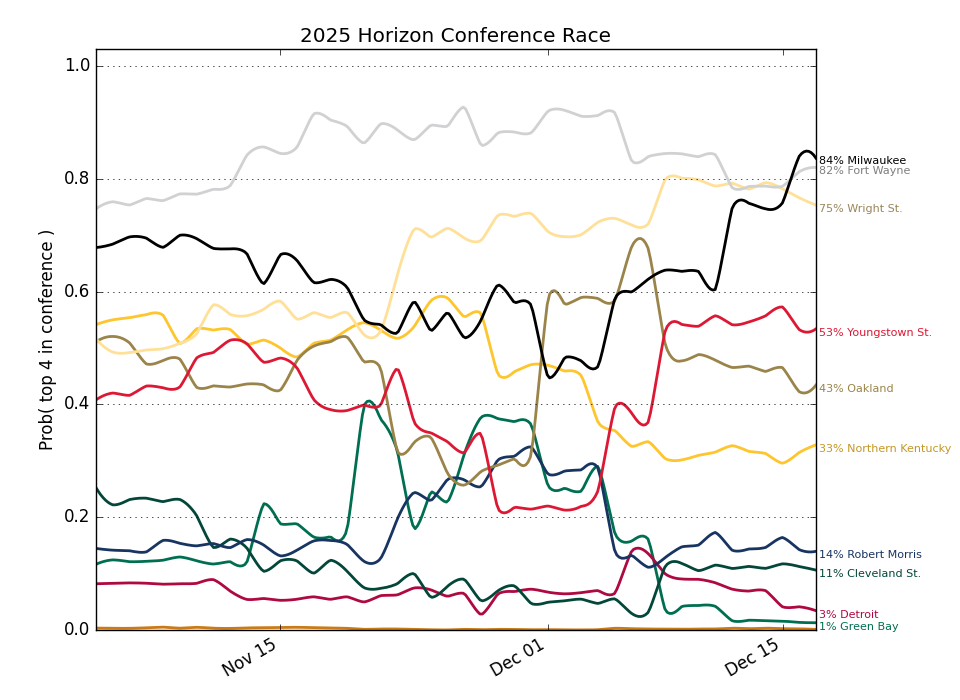 2025 Horizon Conference Race
Prob( top 4 in conference )
1.0
0.8
0.6
0.4
0.2
0.0
Nov 15
Dec 01
Dec 15
84% Milwaukee
82% Fort Wayne
75% Wright St.
53% Youngstown St.
43% Oakland
33% Northern Kentucky
14% Robert Morris
11% Cleveland St.
3% Detroit
1% Green Bay